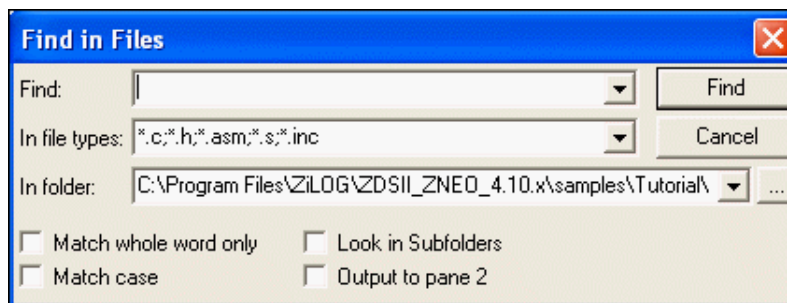 Find in Files
Find:
Find
In file types: *.c;*.h;*.asm;*.s;*.inc
Cancel
In folder: C:\Program Files\ZiLOG\ZDSII_ZNEO_4.10.x\samples\Tutorial\ ...
Match whole word only Look in Subfolders
Match case Output to pane 2